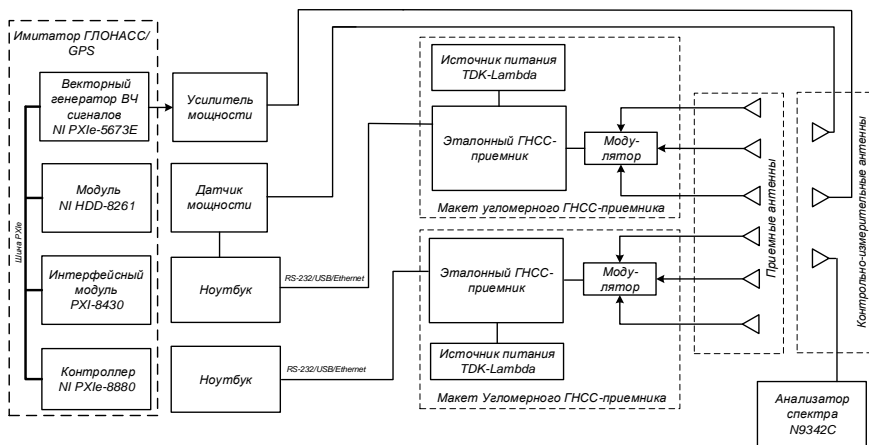 Имитатор ГЛОНАСС/
GPS
Векторный
генератор ВЧ
сигналов
NI PXIe-5673E
Модуль
NI HDD-8261
Интерфейсный
модуль
PXI-8430
Контроллер
NI PXIe-8880
Шина PXIe
Усилитель
мощности
Датчик
мощности
Ноутбук
Ноутбук
RS-232/USB/Ethernet
RS-232/USB/Ethernet
Источник питания
TDK-Lambda
Эталонный ГНСС-
приемник
Моду-
лятор
Макет угломерного ГНСС-приемника
Эталонный ГНСС-
приемник
Моду-
лятор
Источник питания
TDK-Lambda
Макет Угломерного ГНСС-приемника
Приемные антенны
Контрольно-измерительные антенны
Анализатор
спектра
N9342C